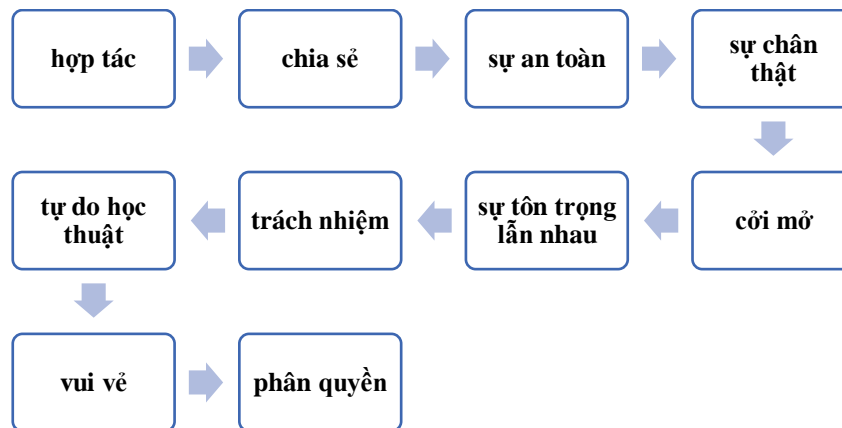 hợp tác
chia sẻ
sự an toàn
sự chân
thật
cởi mở
sự tôn trọng
lẫn nhau
trách nhiệm
tự do học
thuật
vui vẻ
phân quyền